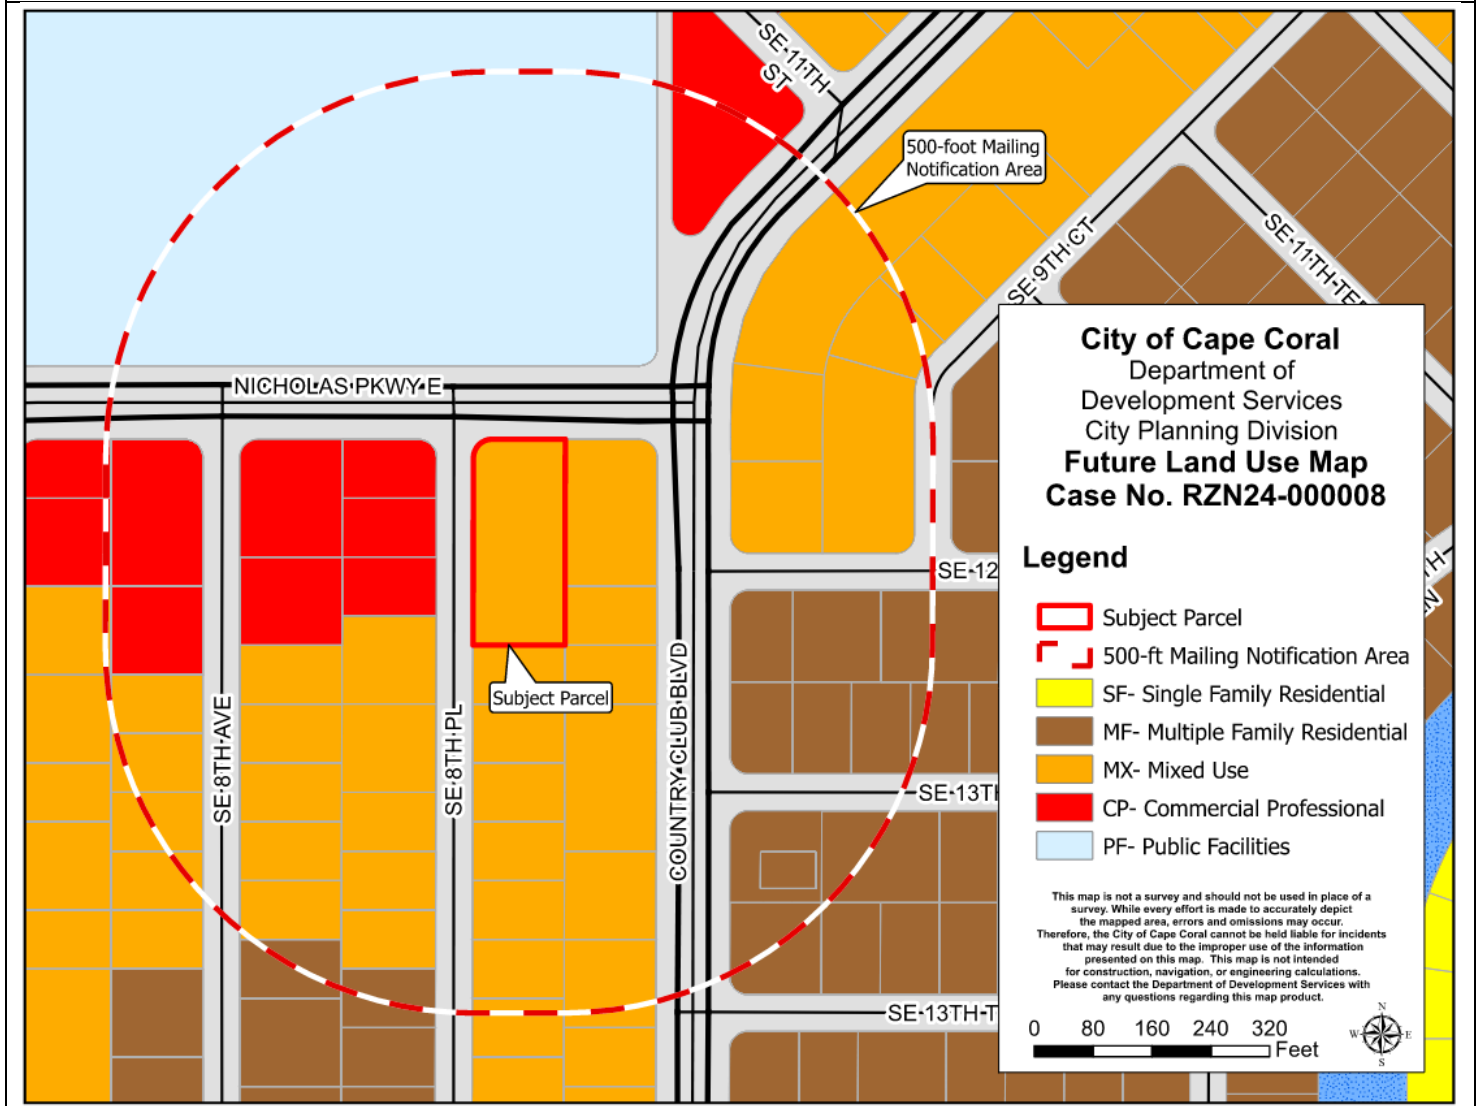 SE 11TH
ST
500-foot Mailing
Notification Area
SE 9TH CT
SE 11TH TER
NICHOLAS PKWY E
SE 12
Subject Parcel
SE 8TH AVE
SE 8TH PL
COUNTRY CLUB BLVD
SE 13TH
SE 13TH T
City of Cape Coral
Department of
Development Services
City Planning Division
Future Land Use Map
Case No. RZN24-000008
Legend
Subject Parcel
500-ft Mailing Notification Area
SF- Single Family Residential
MF- Multiple Family Residential
MX- Mixed Use
CP- Commercial Professional
PF- Public Facilities
This map is not a survey and should not be used in place of a
survey. While every effort is made to accurately depict
the mapped area, errors and omissions may occur.
Therefore, the City of Cape Coral cannot be held liable for incidents
that may result due to the improper use of the information
presented on this map. This map is not intended
for construction, navigation, or engineering calculations.
Please contact the Department of Development Services with
any questions regarding this map product.
0 80 160 240 320
Feet
N
W E
S
TH
N